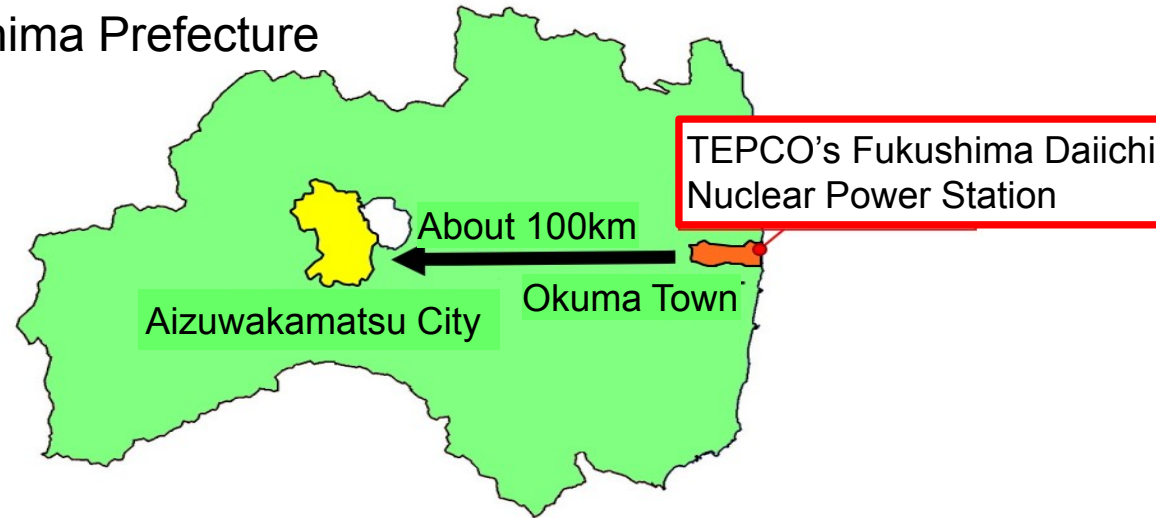 hima Prefecture
TEPCO’s Fukushima Daiichi
Nuclear Power Station
About 100km
Okuma Town
Aizuwakamatsu City